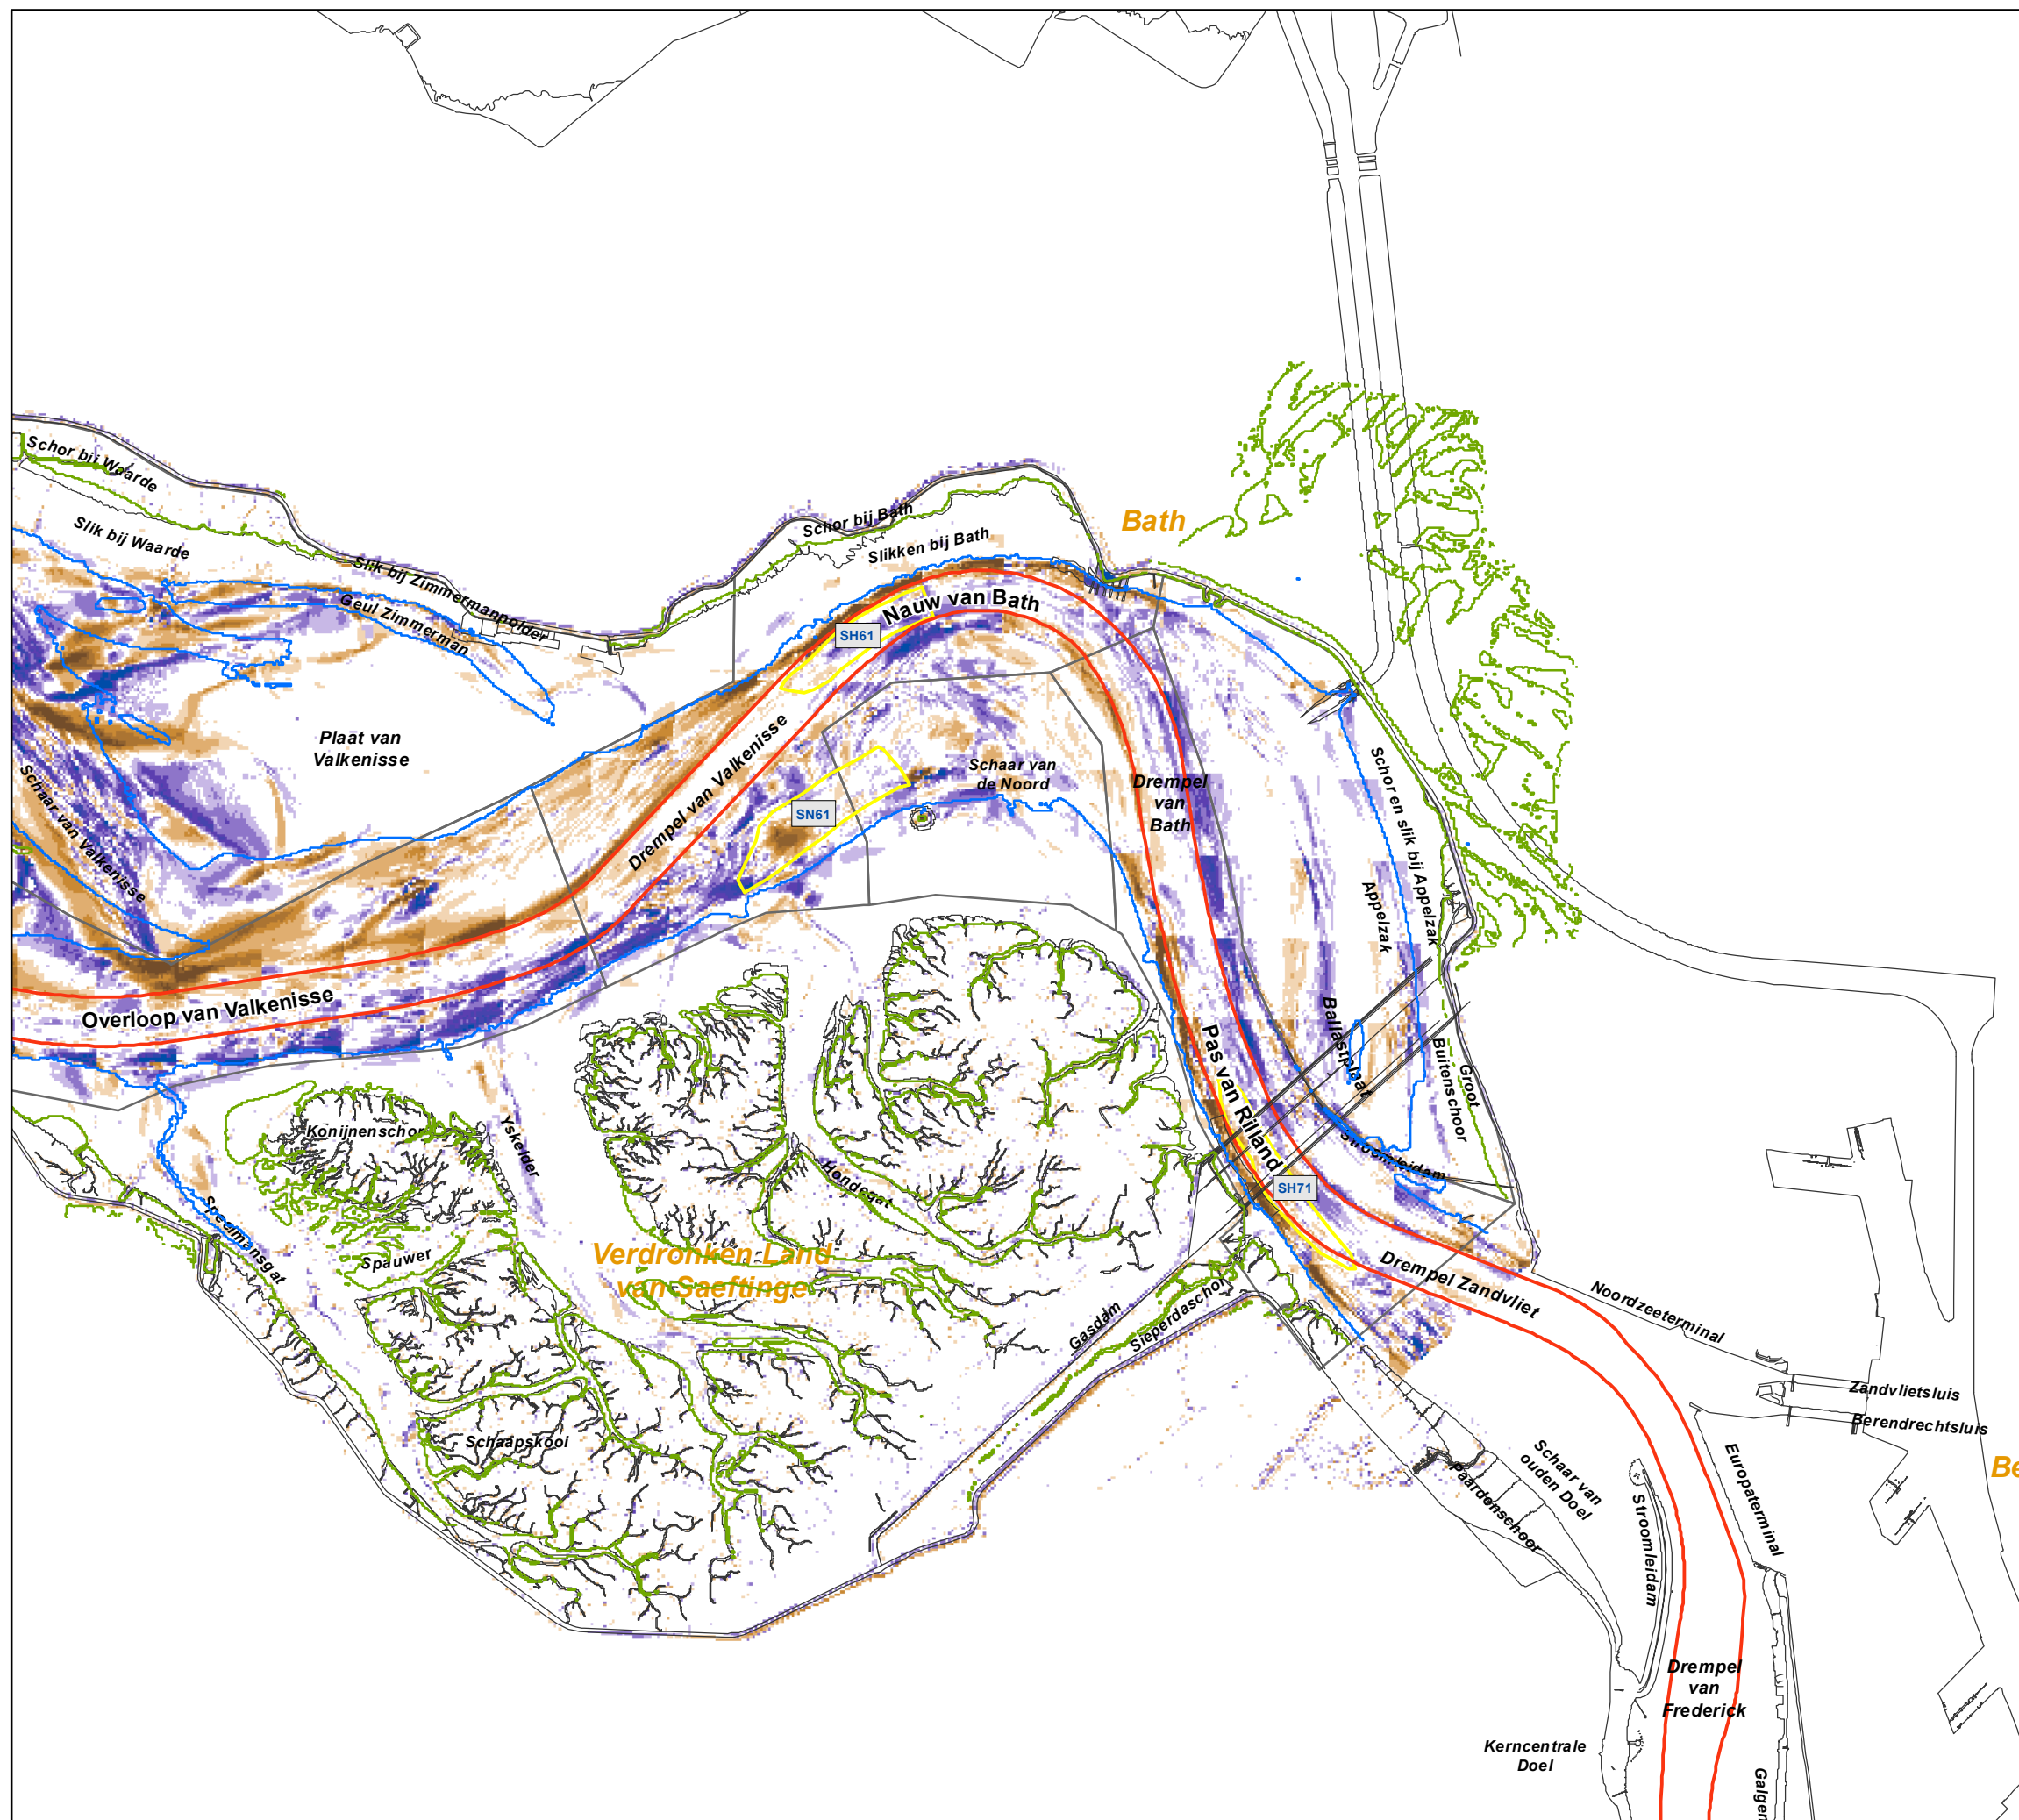 Schor bij Waarde
Slik bij Waarde
Slik bij Zimmermanpolder
Geul Zimmerman
Schor bij Bath
Slikken bij Bath
Bath
Nauw van Bath
SH61
Plaat van
Valkenisse
Schaar van Valkenisse
Drempel van Valkenisse
SN61
Schaar van
de Noord
Drempel
van
Bath
Schor en slik bij Appelzak
Appelzak
Overloop van Valkenisse
Ballastplaat
Pas van Rilland
Groot
Buitenschoor
Konijnenschor
Yskelder
Hondegat
Stroomleidam
SH71
Speelmansgat
Spauwer
Verdronken Land
van Saeftinge
Gasdam
Sieperdaschor
Drempel Zandvliet
Noordzeeterminal
Zandvlietsluis
Berendrechtsluis
Schaapskooi
Schaar van
ouden Doel
Paardenschoor
Stroomleidam
Europaterminal
Be
Drempel
van
Frederick
Kerncentrale
Doel
Galgen